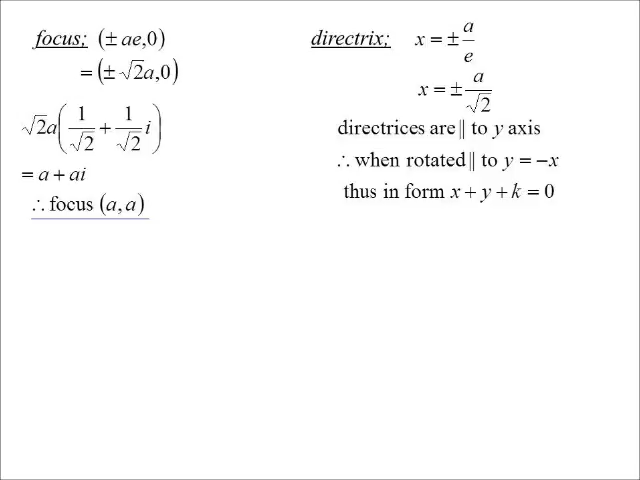 focus; (± ae,0)
= (± √2a,0)
√2a(1/√2 + 1/√2 i)
= a + ai
∴ focus (a, a)
directrix; x = ± a/e
x = ± a/√2
directrices are || to y axis
∴ when rotated || to y = −x
thus in form x + y + k = 0